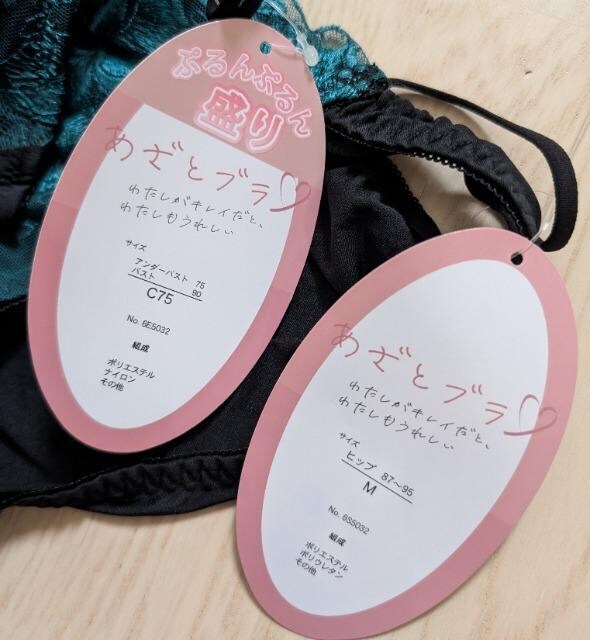 ぷるんぷるん
盛り
あざとブラ♡
わたしがキレイだと、
わたしもうれしい
サイズ
アンダーバスト 75
バスト 90
C75
No. 6E5032
組成
ポリエステル
ナイロン
その他
あざとブラ♡
わたしがキレイだと、
わたしもうれしい
サイズ
ヒップ 87～95
M
No. 6S5032
組成
ポリエステル
ポリウレタン
その他